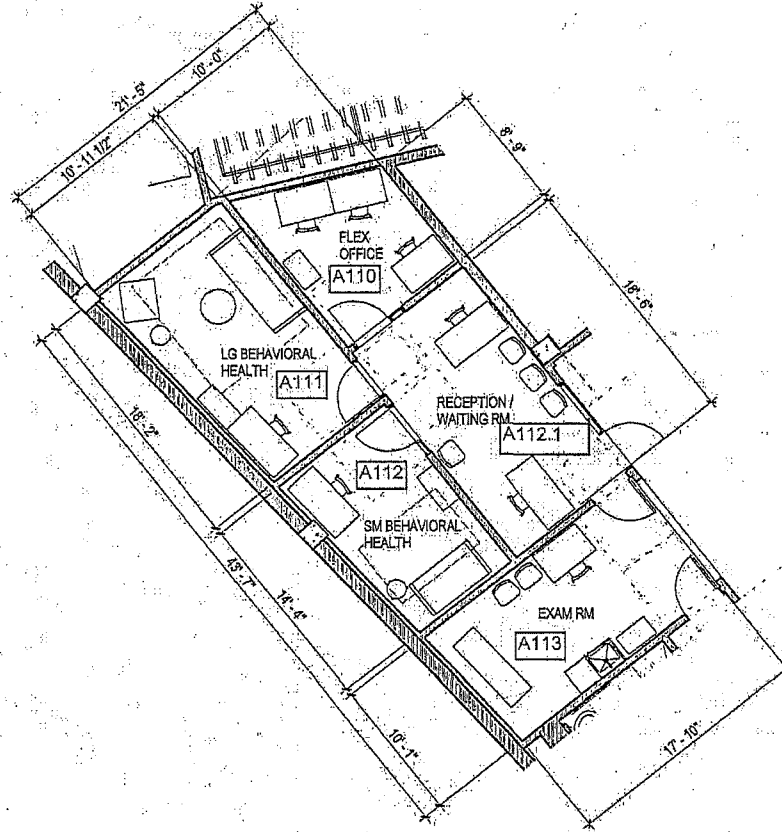 21'-5"
10'-0"
10'-11 1/2"
8'-9"
18'-6"
FLEX
OFFICE
A110
LG BEHAVIORAL
HEALTH
A111
RECEPTION /
WAITING RM
A112.1
A112
SM BEHAVIORAL
HEALTH
EXAM RM
A113
18'-2"
43'-7"
14'-4"
10'-1"
17'-10"